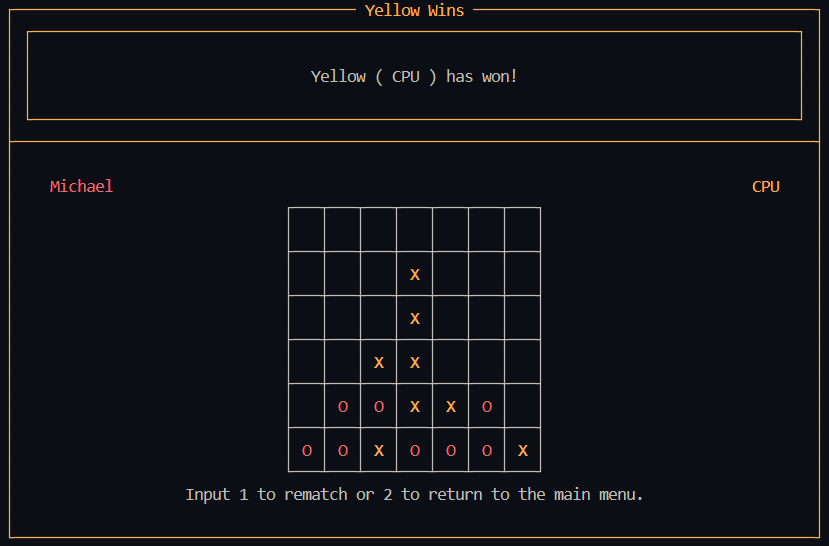 Yellow Wins
Yellow ( CPU ) has won!
Michael CPU
X
X
X X
O O X X O
O O X O O O X
Input 1 to rematch or 2 to return to the main menu.